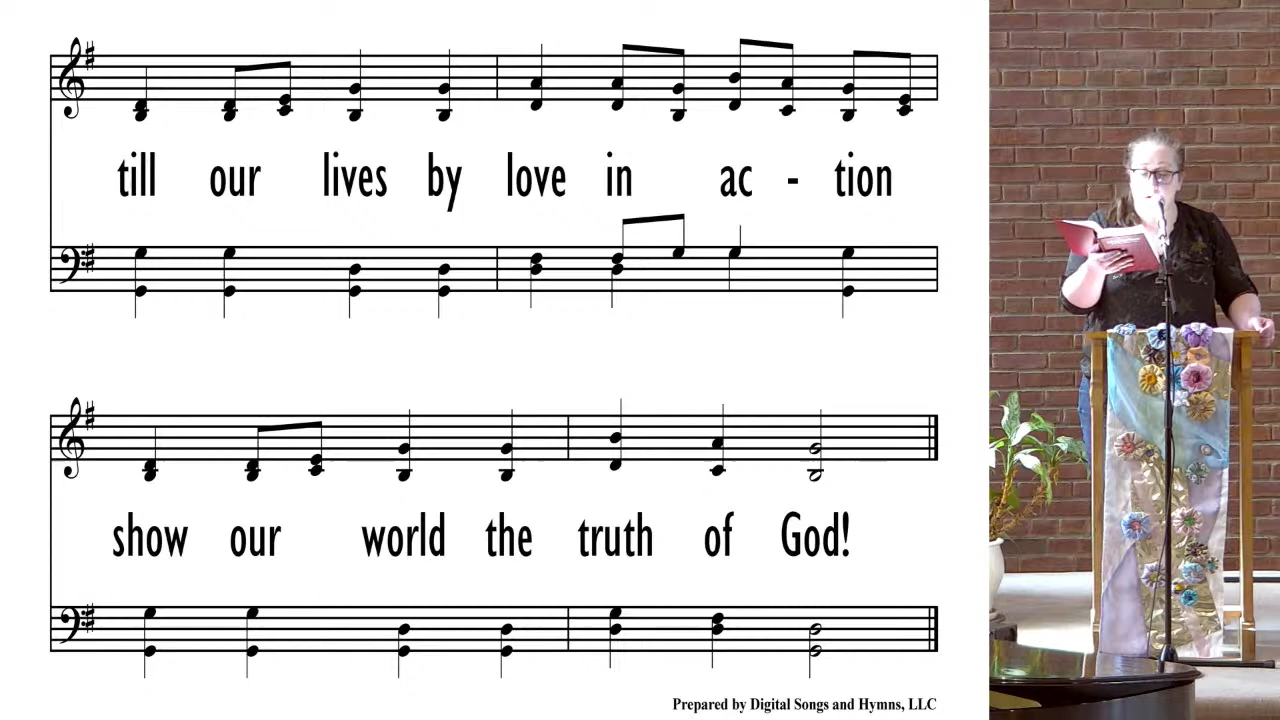 till our lives by love in ac - tion
show our world the truth of God!
Prepared by Digital Songs and Hymns, LLC